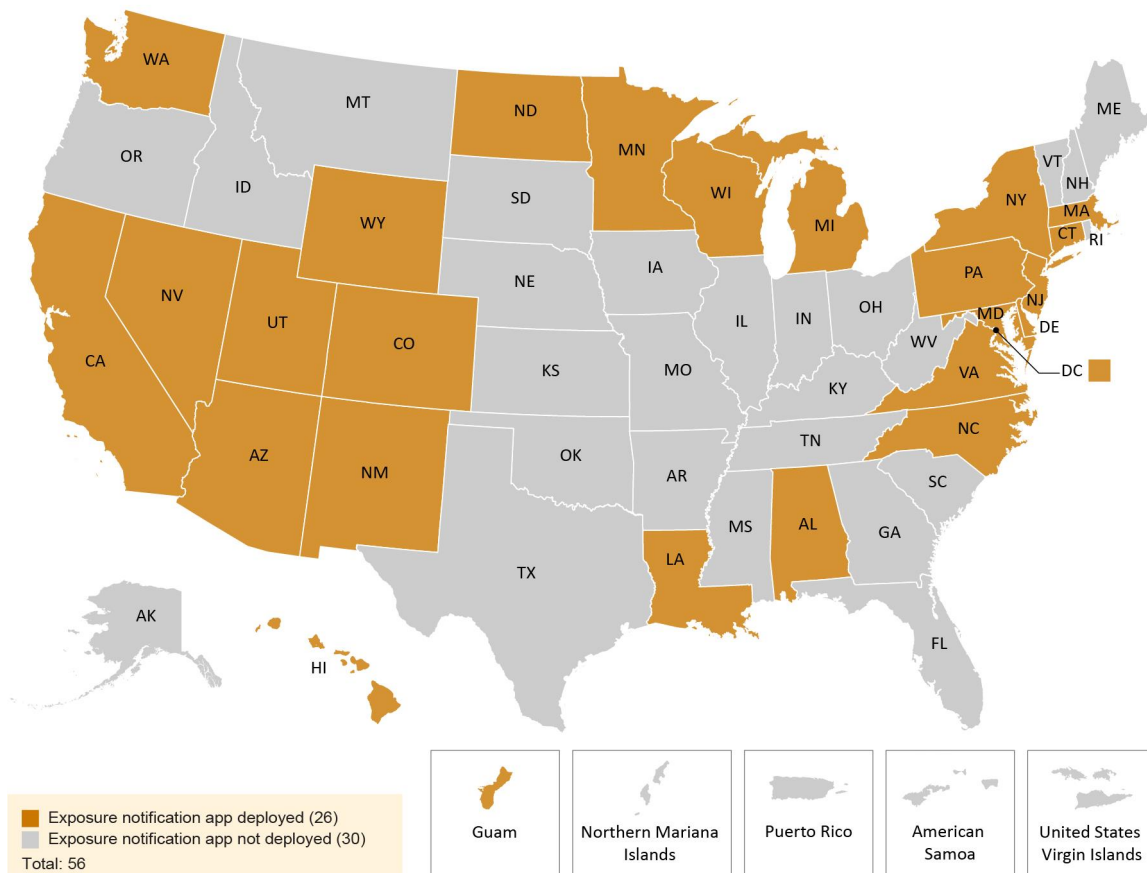 WA
MT
ND
MN
ME
OR
ID
SD
WI
MI
VT
NH
NY
MA
CT
RI
WY
NE
IA
PA
NJ
NV
UT
CO
IL
IN
OH
MD
DE
WV
DC
CA
KS
MO
KY
VA
AZ
NM
OK
AR
TN
NC
SC
MS
AL
GA
LA
TX
AK
HI
FL
Guam
Northern Mariana
Islands
Puerto Rico
American
Samoa
United States
Virgin Islands
Exposure notification app deployed (26)
Exposure notification app not deployed (30)
Total: 56